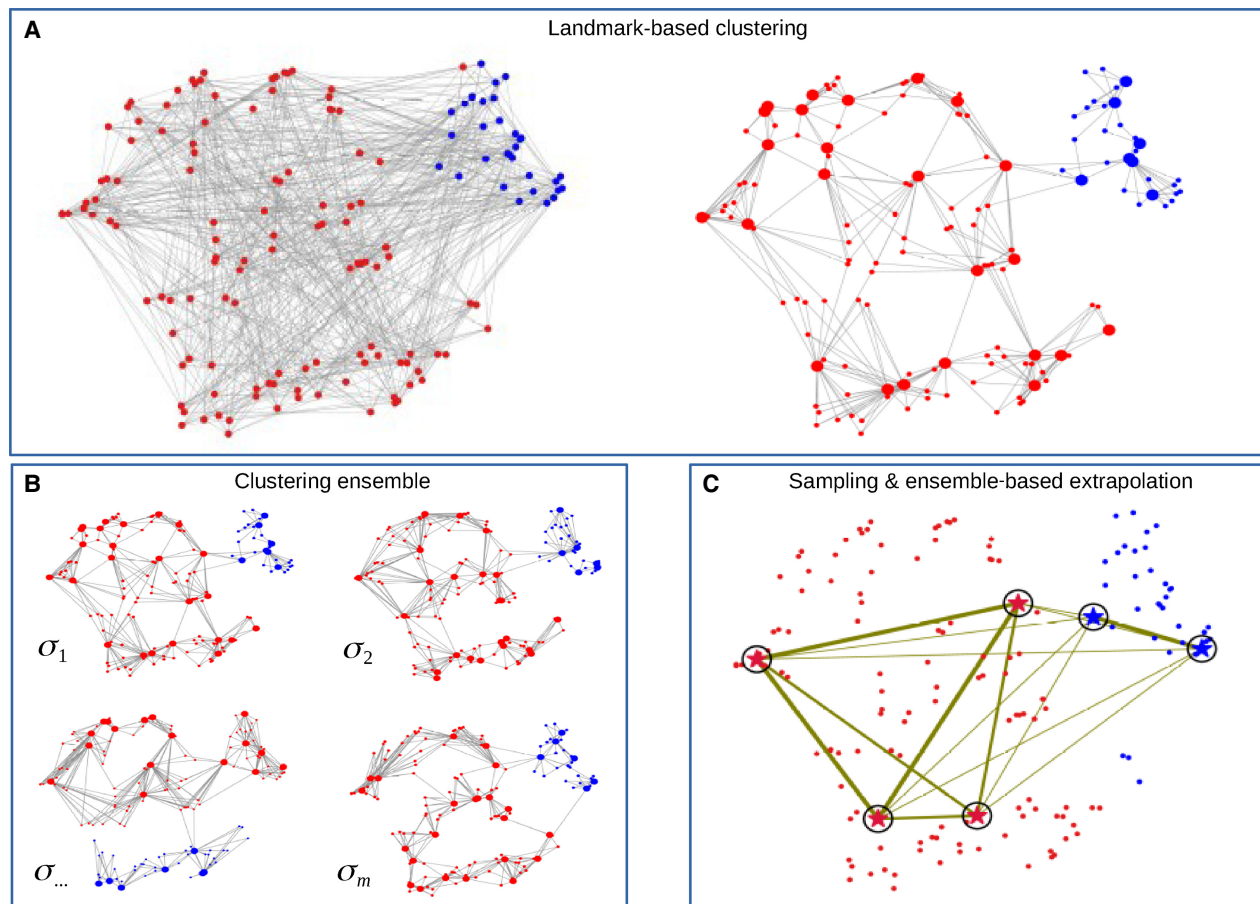 A
Landmark-based clustering
B
Clustering ensemble
σ1
σ2
σ...
σm
C
Sampling & ensemble-based extrapolation